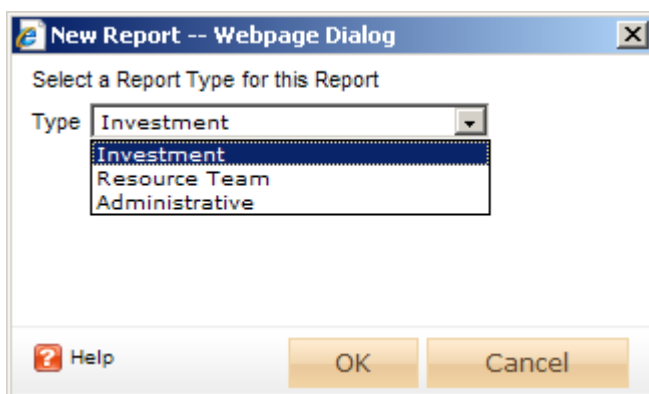 New Report -- Webpage Dialog
Select a Report Type for this Report
Type Investment
Investment
Resource Team
Administrative
Help OK Cancel